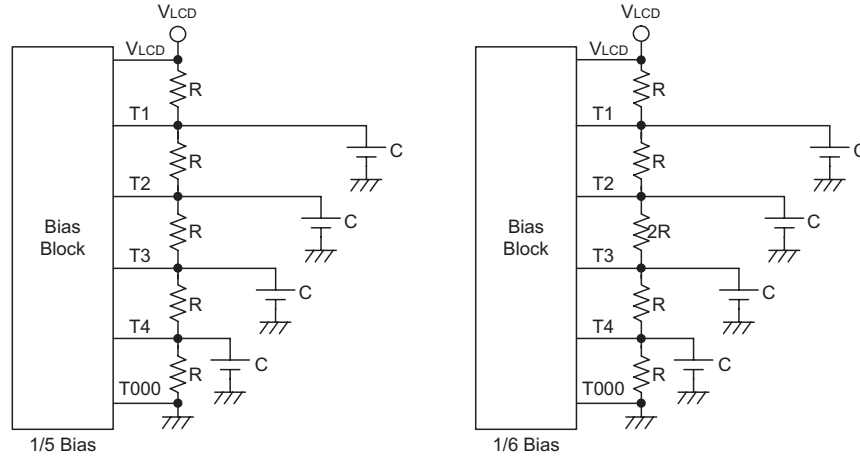 VLCD
VLCD
R
T1
R
C
T2
R
C
Bias
Block
T3
R
C
T4
R
C
T000
1/5 Bias
VLCD
VLCD
R
T1
R
C
T2
2R
C
Bias
Block
T3
R
C
T4
R
C
T000
1/6 Bias